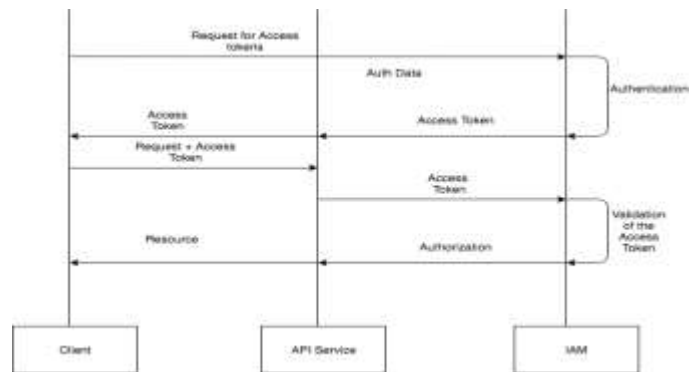 Request for Access
tokens
Auth Data
Authentication
Access
Token
Access Token
Request + Access
Token
Access
Token
Validation
of the
Access
Token
Resource
Authorization
Client
API Service
IAM